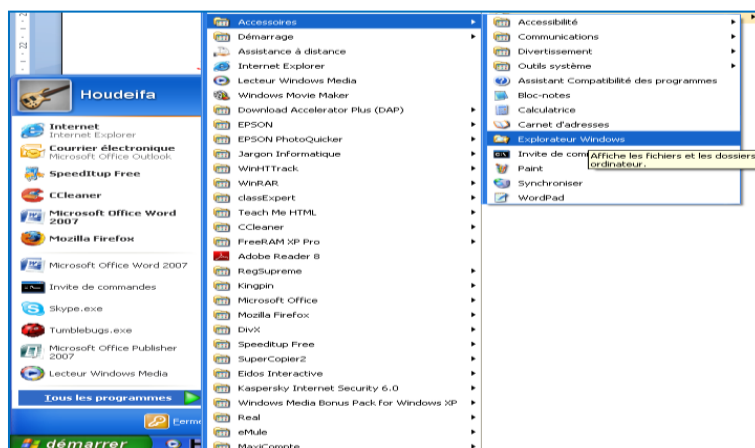 Houdeifa
Internet
Internet Explorer
Courrier électronique
Microsoft Office Outlook
SpeedItup Free
CCleaner
Microsoft Office Word
2007
Mozilla Firefox
Microsoft Office Word 2007
Invite de commandes
Skype.exe
Tumblebugs.exe
Microsoft Office Publisher
2007
Lecteur Windows Media
Tous les programmes
Ferme
démarrer
Accessoires
Démarrage
Assistance à distance
Internet Explorer
Lecteur Windows Media
Windows Movie Maker
Download Accelerator Plus (DAP)
EPSON
EPSON PhotoQuicker
Jargon Informatique
WinHTTrack
WinRAR
classExpert
Teach Me HTML
CCleaner
FreeRAM XP Pro
Adobe Reader 8
RegSupreme
Kingpin
Microsoft Office
Mozilla Firefox
DivX
Speeditup Free
SuperCopier2
Eidos Interactive
Kaspersky Internet Security 6.0
Windows Media Bonus Pack for Windows XP
Real
eMule
MaxiCompte
Accessibilité
Communications
Divertissement
Outils système
Assistant Compatibilité des programmes
Bloc-notes
Calculatrice
Carnet d'adresses
Explorateur Windows
Invite de com
Affiche les fichiers et les dossiers
ordinateur.
Paint
Synchroniser
WordPad